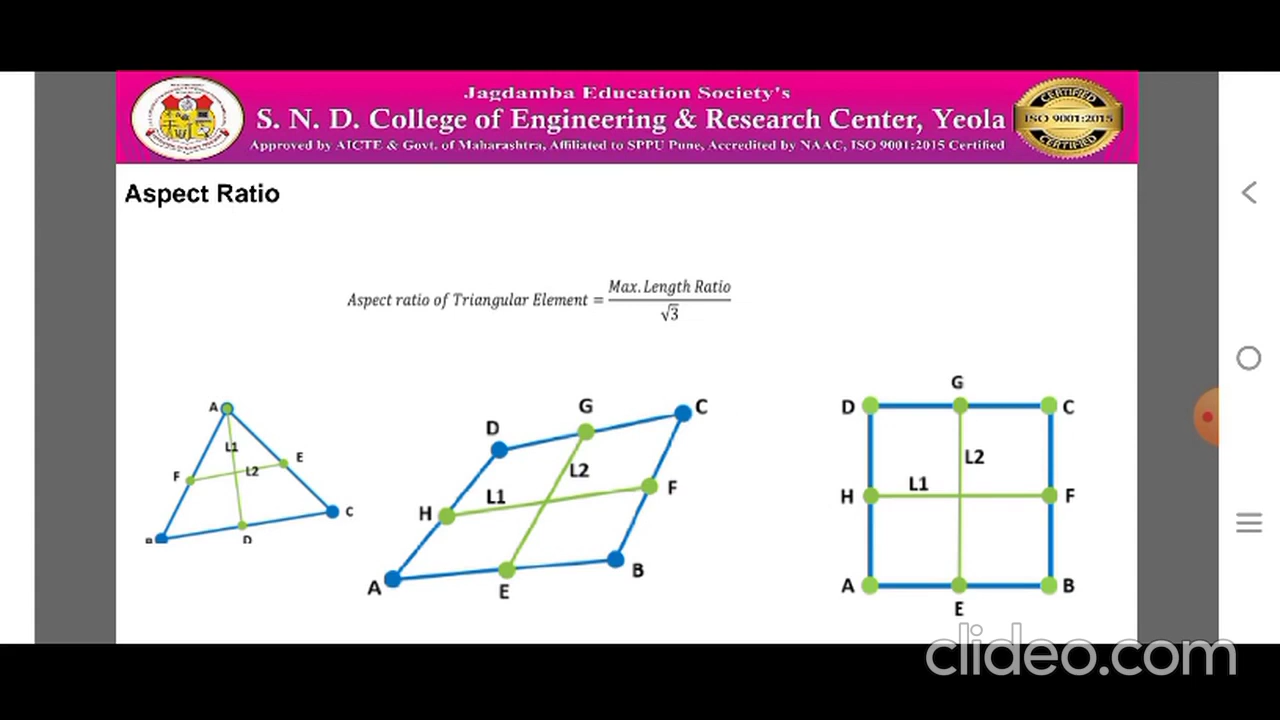 Jagdamba Education Society's
S. N. D. College of Engineering & Research Center, Yeola
Approved by AICTE & Govt. of Maharashtra, Affiliated to SPPU Pune, Accredited by NAAC, ISO 9001:2015 Certified
CERTIFIED
ISO 9001:2015
CERTIFIED
Aspect Ratio
Aspect ratio of Triangular Element = Max. Length Ratio / √3
A
L1
F
L2
E
C
D
G
C
D
L2
L1
F
H
A
E
B
G
D
C
L2
L1
H
F
A
B
E
clideo.com